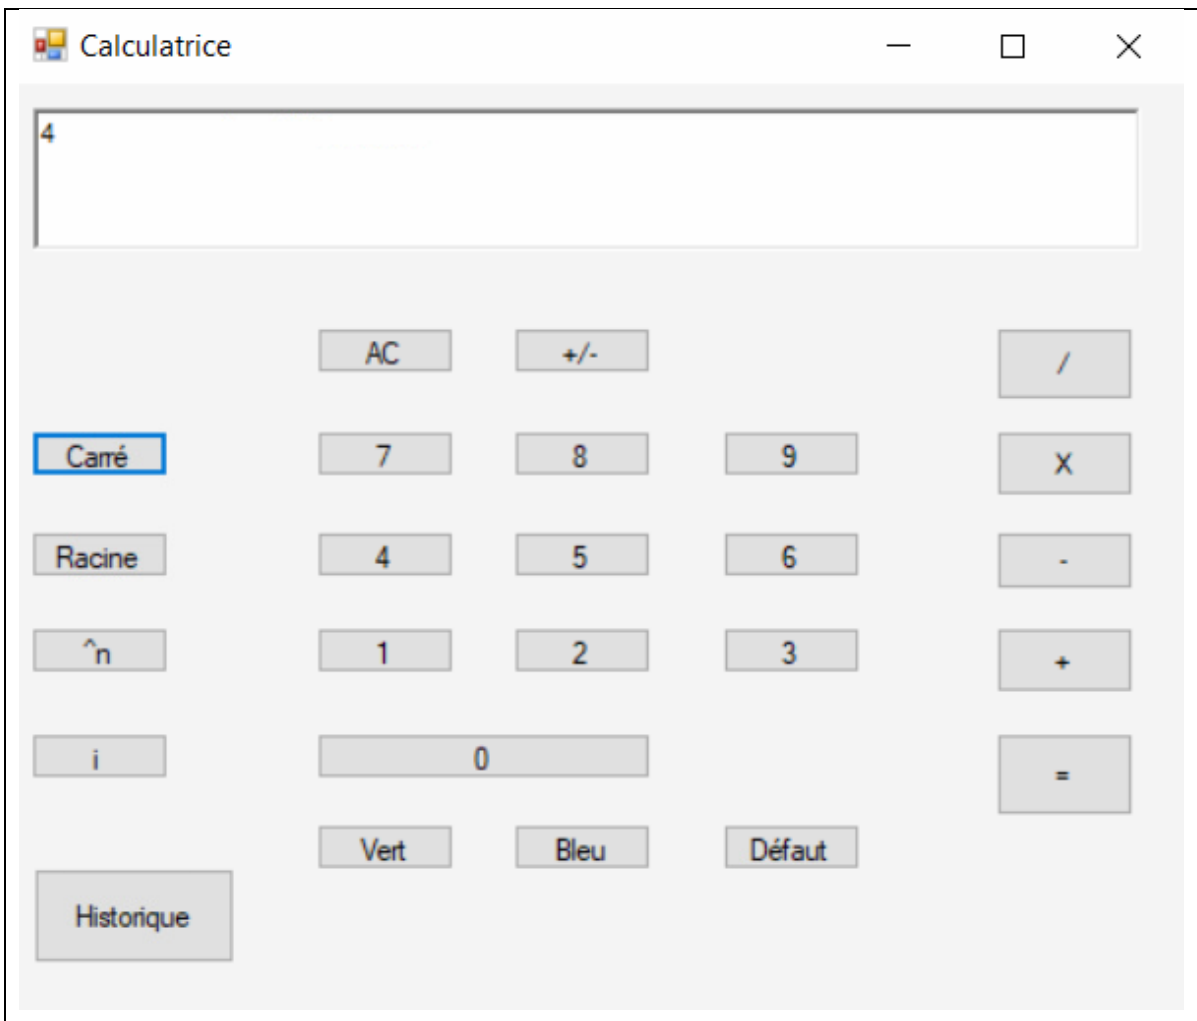 Calculatrice
4
AC +/- /
Carré 7 8 9 X
Racine 4 5 6 -
^n 1 2 3 +
i 0 =
Vert Bleu Défaut
Historique